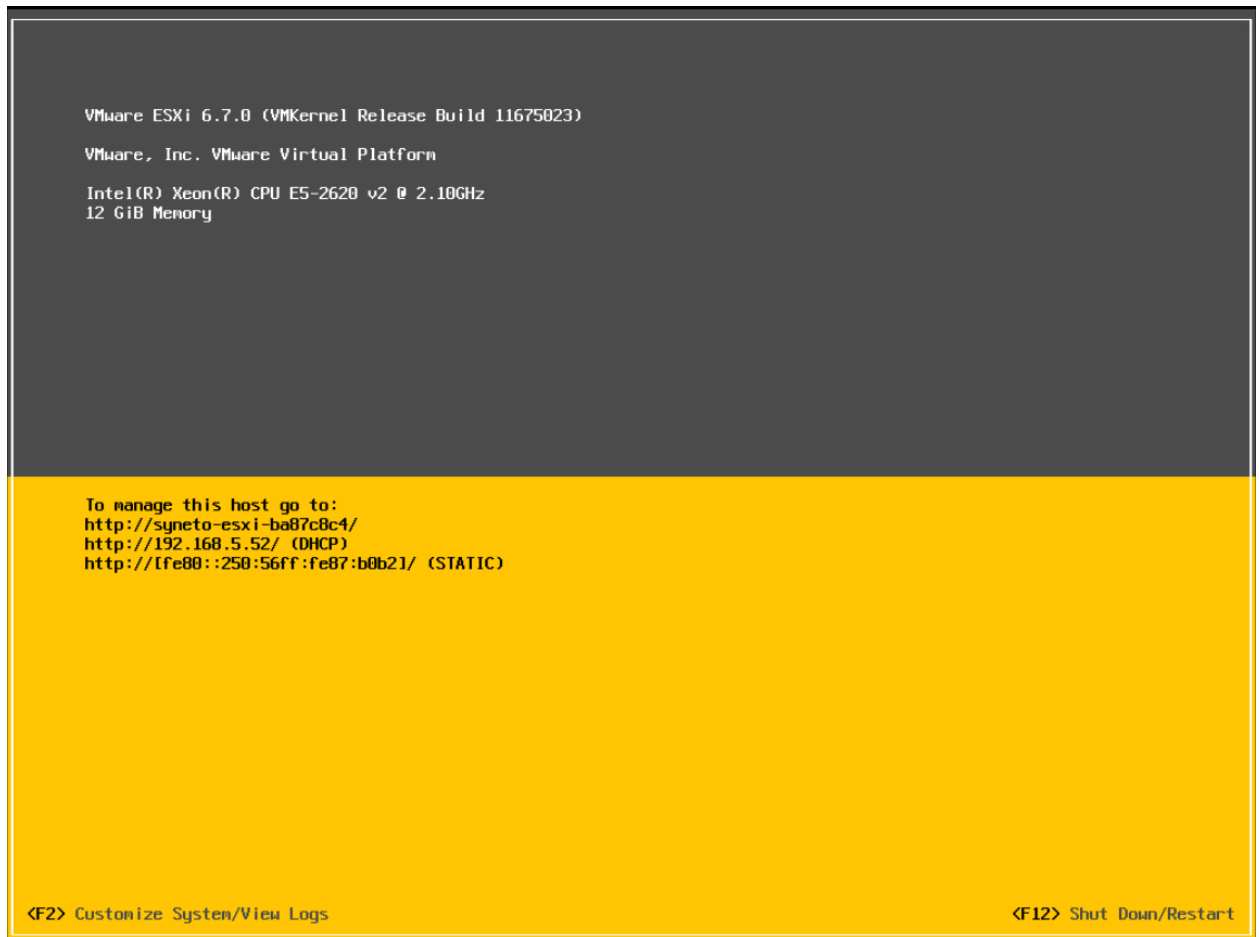 VMware ESXi 6.7.0 (VMKernel Release Build 11675023)
VMware, Inc. VMware Virtual Platform
Intel(R) Xeon(R) CPU E5-2620 v2 @ 2.10GHz
12 GiB Memory
To manage this host go to:
http://syneto-esxi-ba87c8c4/
http://192.168.5.52/ (DHCP)
http://[fe80::250:56ff:fe87:b0b2]/ (STATIC)
<F2> Customize System/View Logs <F12> Shut Down/Restart